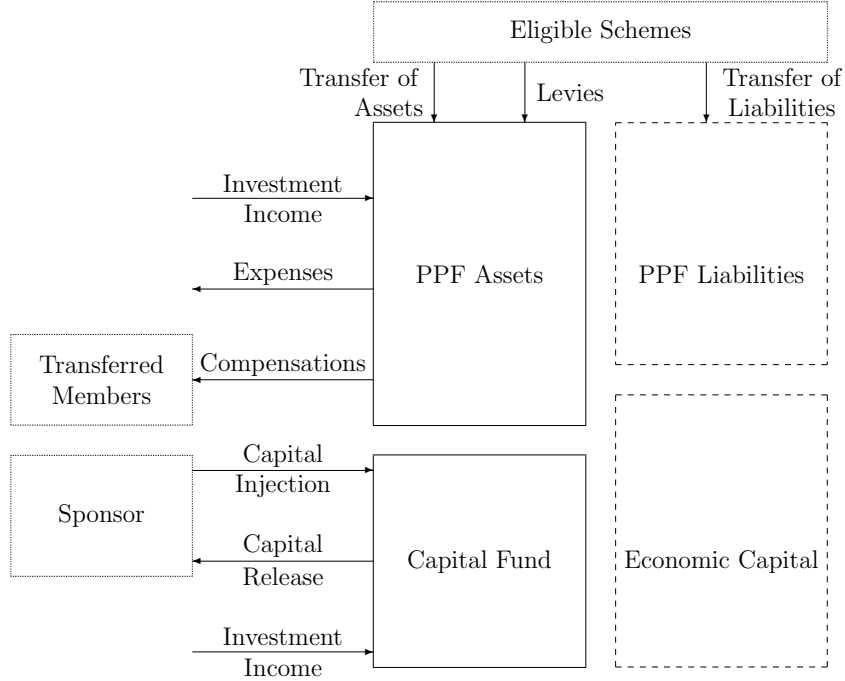 Eligible Schemes
Transfer of
Assets
Levies
Transfer of
Liabilities
Investment
Income
Expenses
PPF Assets
PPF Liabilities
Transferred
Members
Compensations
Sponsor
Capital
Injection
Capital
Release
Capital Fund
Economic Capital
Investment
Income